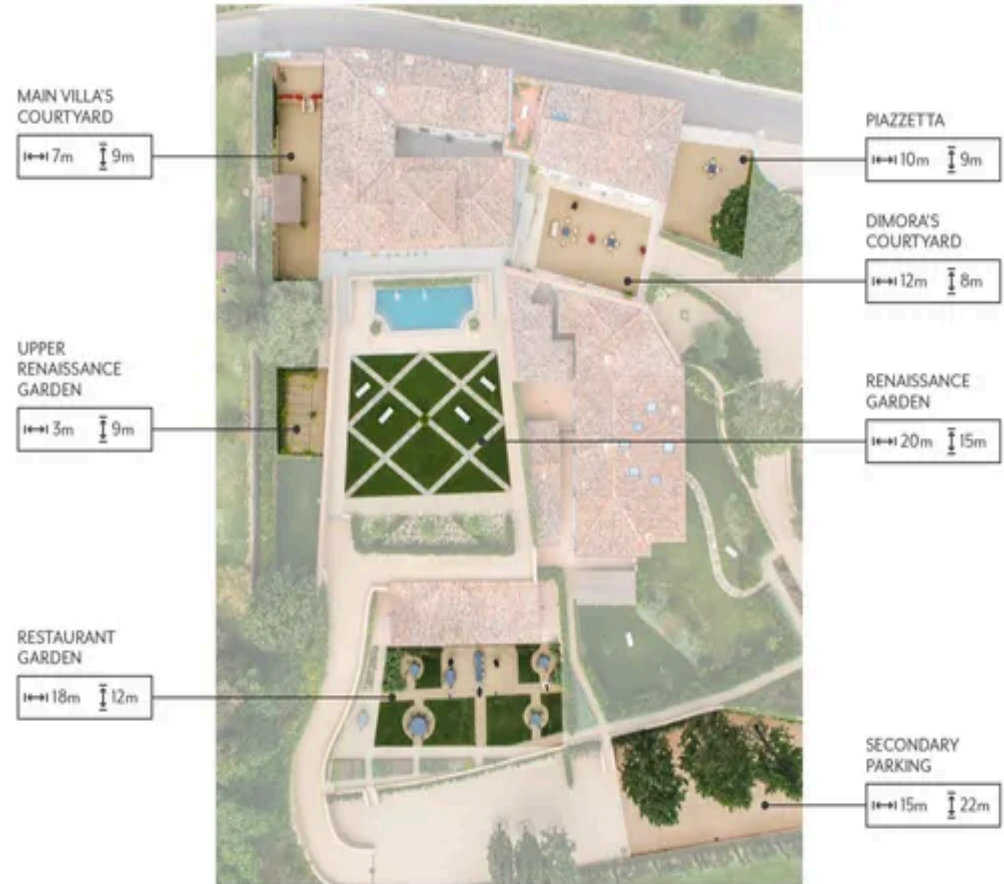 MAIN VILLA'S
COURTYARD
7m 9m
UPPER
RENAISSANCE
GARDEN
3m 9m
RESTAURANT
GARDEN
18m 12m
PIAZZETTA
10m 9m
DIMORA'S
COURTYARD
12m 8m
RENAISSANCE
GARDEN
20m 15m
SECONDARY
PARKING
15m 22m